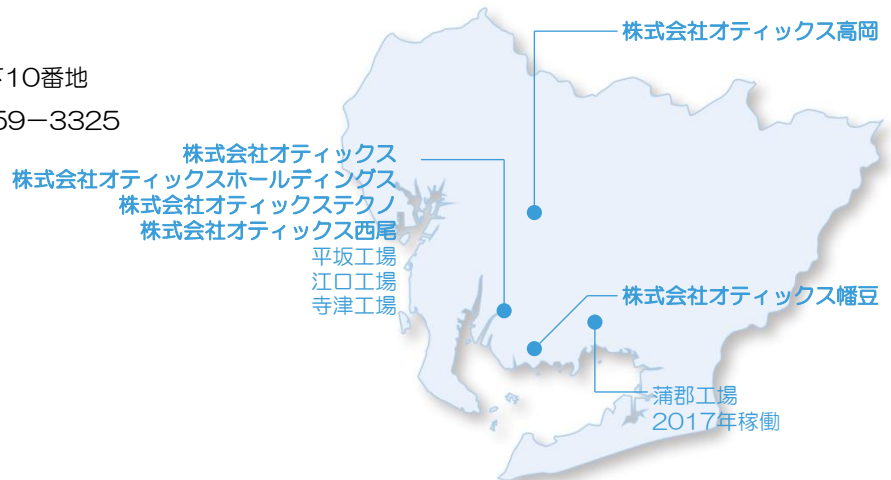 株式会社オティックス高岡
10番地
59－3325
株式会社オティックス
株式会社オティックスホールディングス
株式会社オティックステクノ
株式会社オティックス西尾
平坂工場
江口工場
寺津工場
株式会社オティックス幡豆
蒲郡工場
2017年稼働